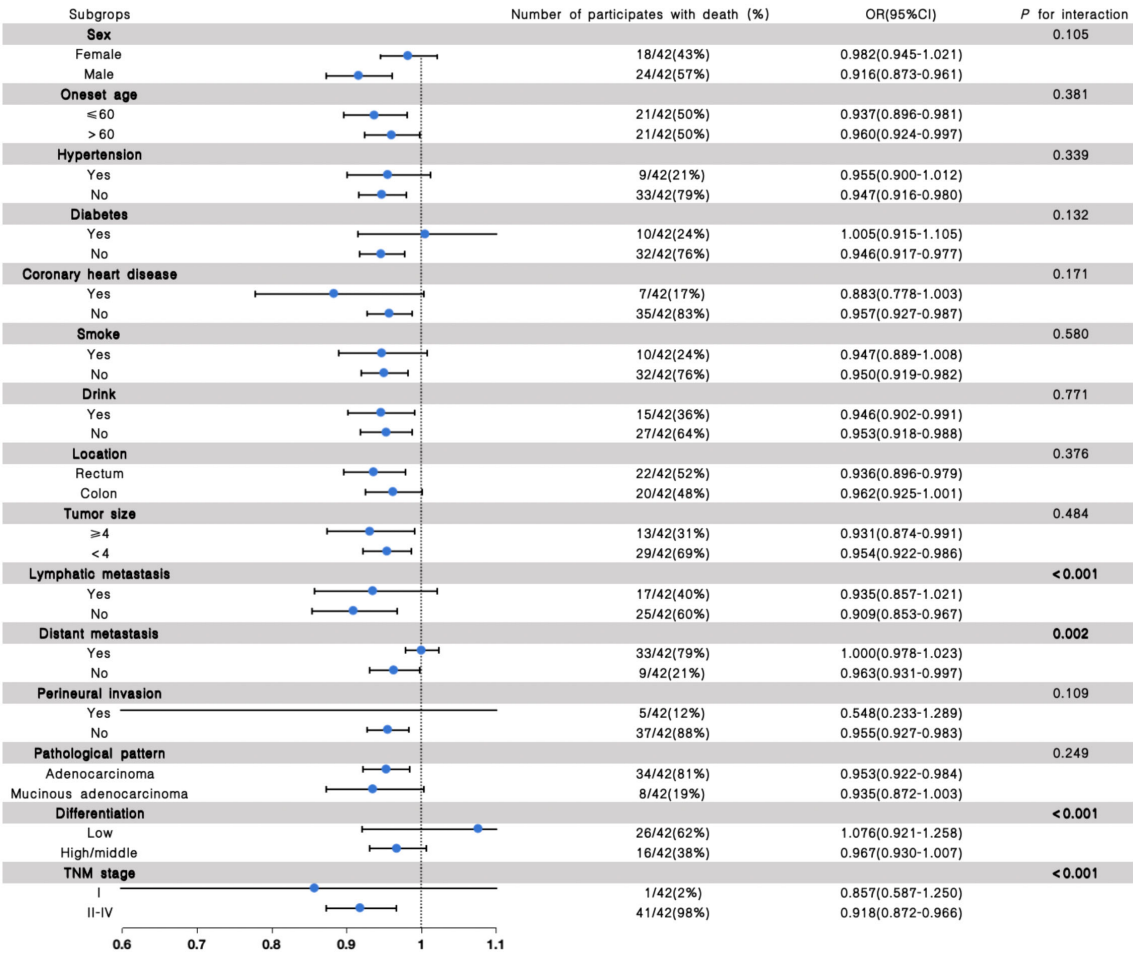 Subgrops Number of participates with death (%) OR(95%CI) P for interaction
Sex 0.105
Female 18/42(43%) 0.982(0.945-1.021)
Male 24/42(57%) 0.916(0.873-0.961)
Oneset age 0.381
≤60 21/42(50%) 0.937(0.896-0.981)
>60 21/42(50%) 0.960(0.924-0.997)
Hypertension 0.339
Yes 9/42(21%) 0.955(0.900-1.012)
No 33/42(79%) 0.947(0.916-0.980)
Diabetes 0.132
Yes 10/42(24%) 1.005(0.915-1.105)
No 32/42(76%) 0.946(0.917-0.977)
Coronary heart disease 0.171
Yes 7/42(17%) 0.883(0.778-1.003)
No 35/42(83%) 0.957(0.927-0.987)
Smoke 0.580
Yes 10/42(24%) 0.947(0.889-1.008)
No 32/42(76%) 0.950(0.919-0.982)
Drink 0.771
Yes 15/42(36%) 0.946(0.902-0.991)
No 27/42(64%) 0.953(0.918-0.988)
Location 0.376
Rectum 22/42(52%) 0.936(0.896-0.979)
Colon 20/42(48%) 0.962(0.925-1.001)
Tumor size 0.484
≥4 13/42(31%) 0.931(0.874-0.991)
<4 29/42(69%) 0.954(0.922-0.986)
Lymphatic metastasis <0.001
Yes 17/42(40%) 0.935(0.857-1.021)
No 25/42(60%) 0.909(0.853-0.967)
Distant metastasis 0.002
Yes 33/42(79%) 1.000(0.978-1.023)
No 9/42(21%) 0.963(0.931-0.997)
Perineural invasion 0.109
Yes 5/42(12%) 0.548(0.233-1.289)
No 37/42(88%) 0.955(0.927-0.983)
Pathological pattern 0.249
Adenocarcinoma 34/42(81%) 0.953(0.922-0.984)
Mucinous adenocarcinoma 8/42(19%) 0.935(0.872-1.003)
Differentiation <0.001
Low 26/42(62%) 1.076(0.921-1.258)
High/middle 16/42(38%) 0.967(0.930-1.007)
TNM stage <0.001
I 1/42(2%) 0.857(0.587-1.250)
II-IV 41/42(98%) 0.918(0.872-0.966)
0.6 0.7 0.8 0.9 1 1.1